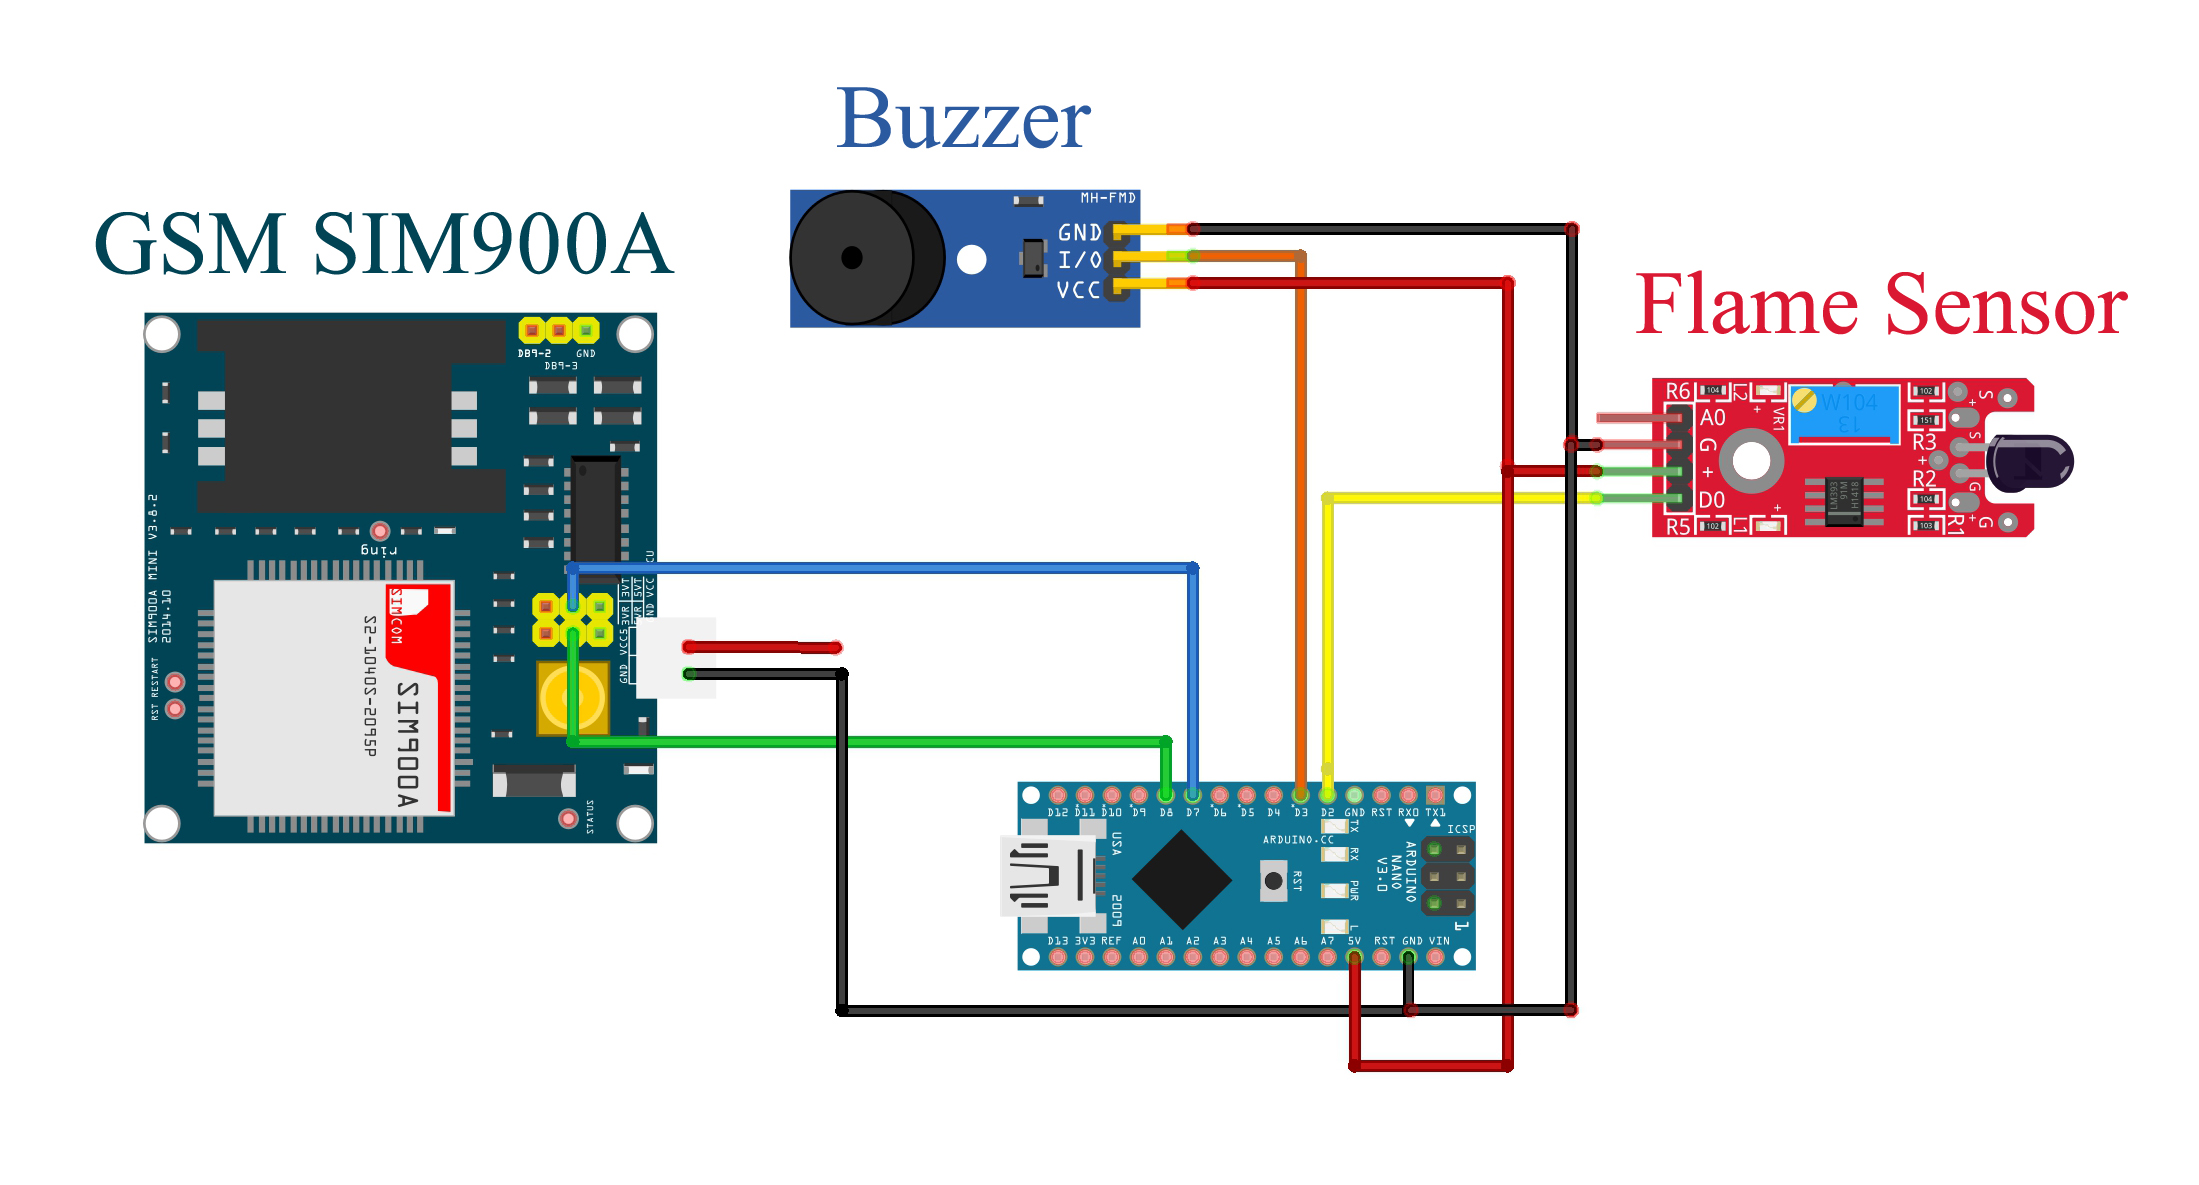 Buzzer
GSM SIM900A
Flame Sensor
MH-FMD
GND
I/O
VCC
DB9-2
GND
DB9-3
ring
SIM900A MINI V3.8.2
2014.10
RST RESTART
SIMCOM
SIM900A
S2-1040S-S09SP
3VR 3VT
5VR 5VT
GND VCC
VCC5
GND
STATUS
R6
104
L2
+
VR1
W104
13
102
S
+
A0
G
+
D0
151
R3
S
+
R2
G
104
LM393
91M
H1418
R5
102
L1
+
103
R1
+
G
D12
D11
D10
D9
D8
D7
D6
D5
D4
D3
D2
GND
RST
RX0
TX1
ICSP
USA
2009
ARDUINO.CC
RST
TX
RX
PWR
L
ARDUINO
NANO
V3.0
1
D13
3V3
REF
A0
A1
A2
A3
A4
A5
A6
A7
5V
RST
GND
VIN